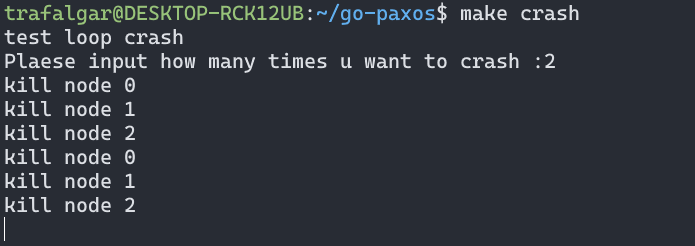 trafalgar@DESKTOP-RCK12UB:~/go-paxos$ make crash
test loop crash
Plaese input how many times u want to crash :2
kill node 0
kill node 1
kill node 2
kill node 0
kill node 1
kill node 2